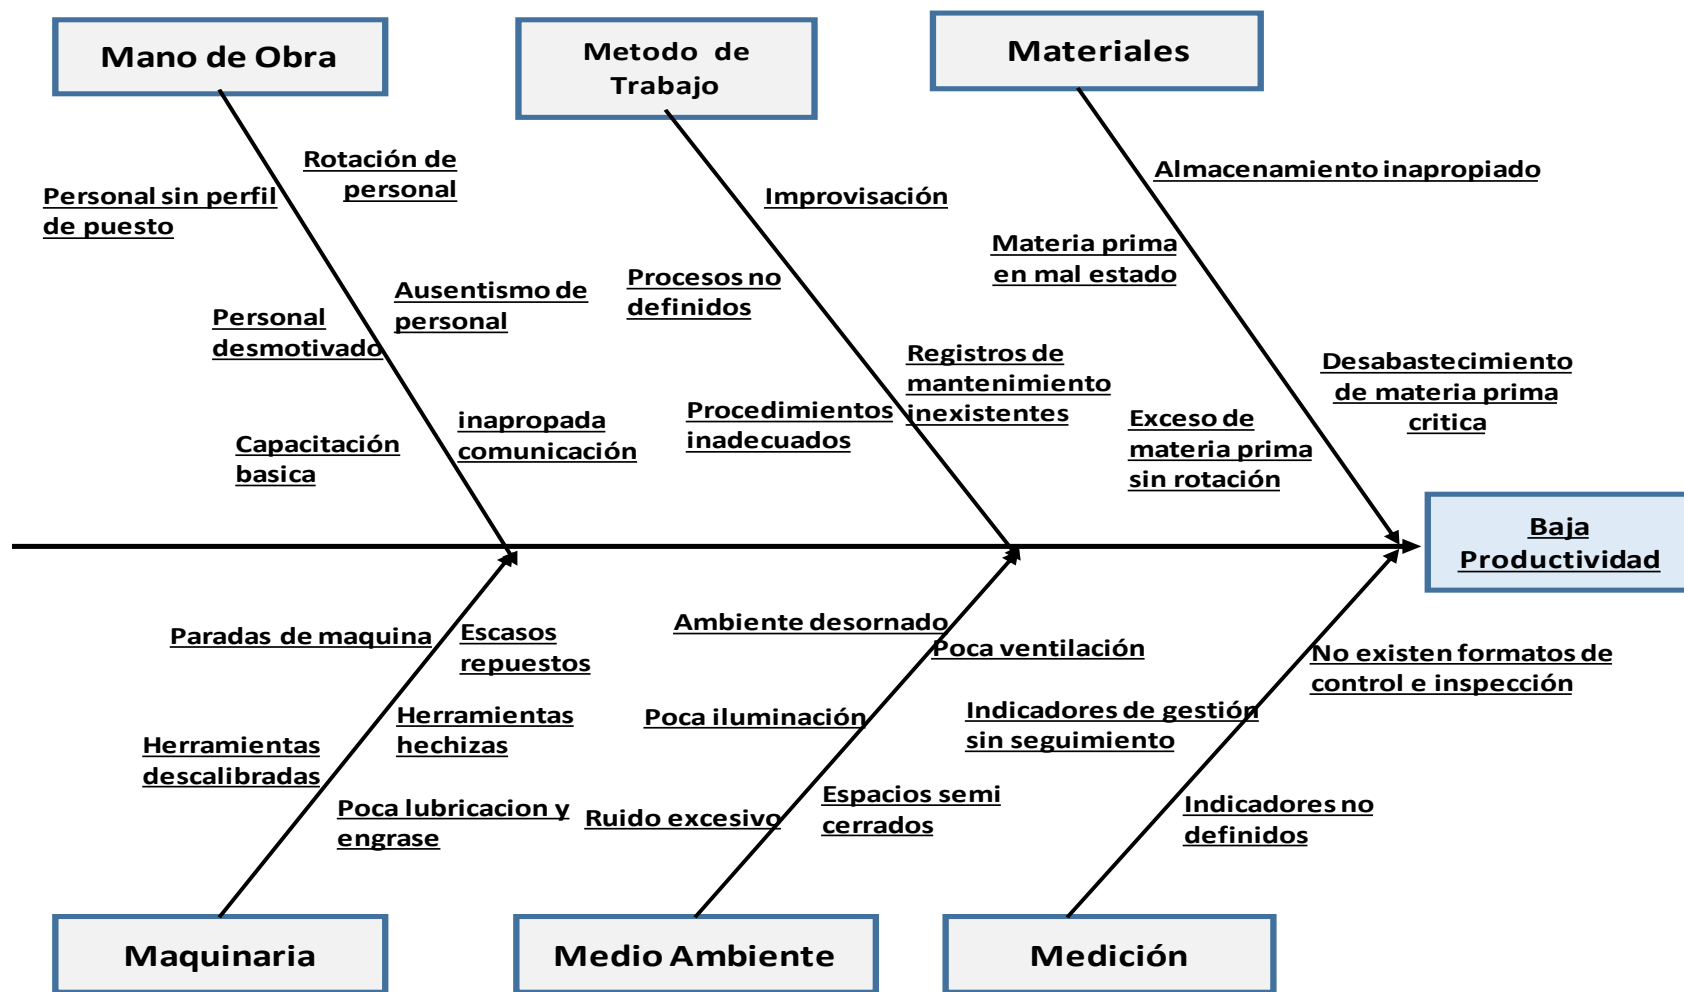 Mano de Obra
Metodo de
Trabajo
Materiales
Rotación de
personal
Personal sin perfil
de puesto
Ausentismo de
personal
Personal
desmotivado
inapropada
comunicación
Capacitación
basica
Improvisación
Procesos no
definidos
Registros de
mantenimiento
inexistentes
Procedimientos
inadecuados
Almacenamiento inapropiado
Materia prima
en mal estado
Desabastecimiento
de materia prima
critica
Exceso de
materia prima
sin rotación
Baja
Productividad
Paradas de maquina
Escasos
repuestos
Herramientas
hechizas
Herramientas
descalibradas
Poca lubricacion y
engrase
Ambiente desornado
Poca ventilación
Poca iluminación
Espacios semi
cerrados
Ruido excesivo
No existen formatos de
control e inspección
Indicadores de gestión
sin seguimiento
Indicadores no
definidos
Maquinaria
Medio Ambiente
Medición